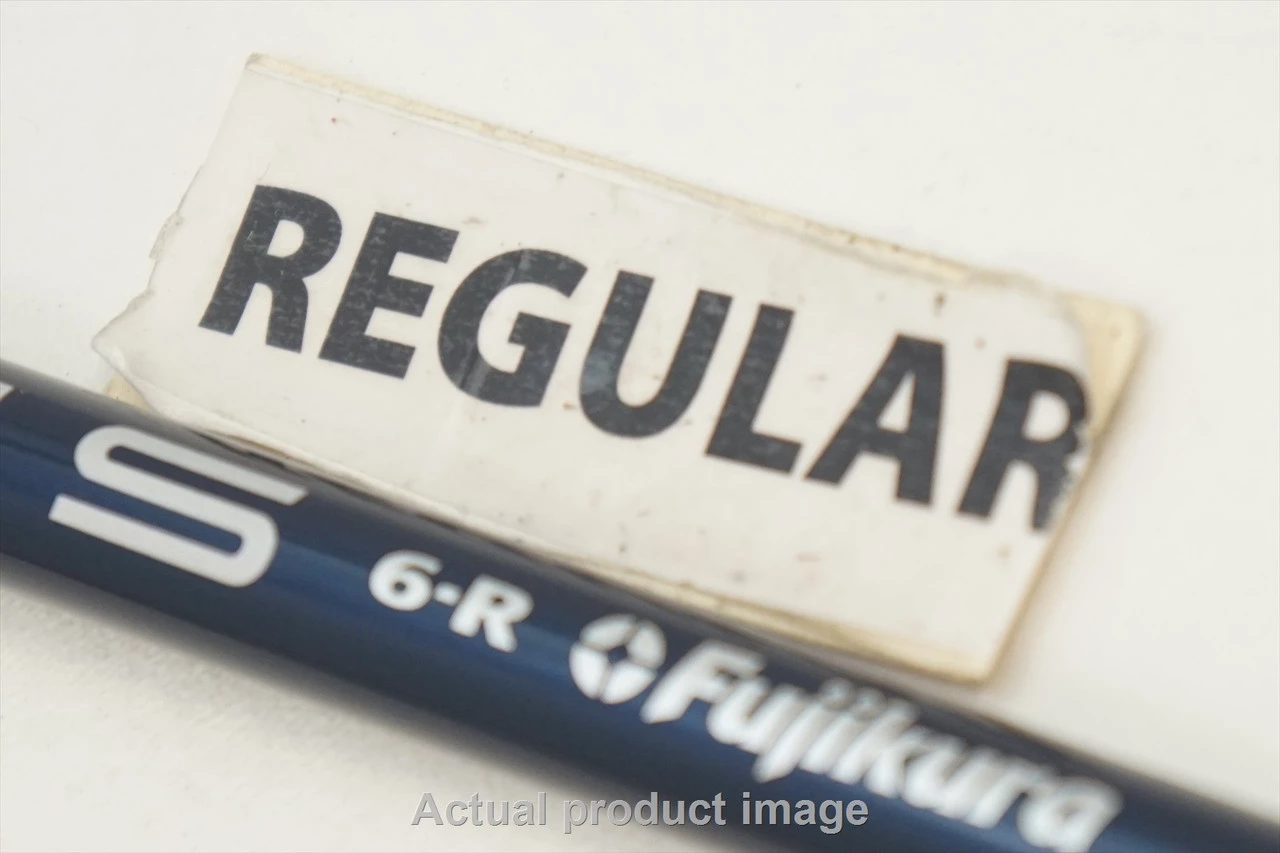 REGULAR
S 6-R Fujikura
Actual product image